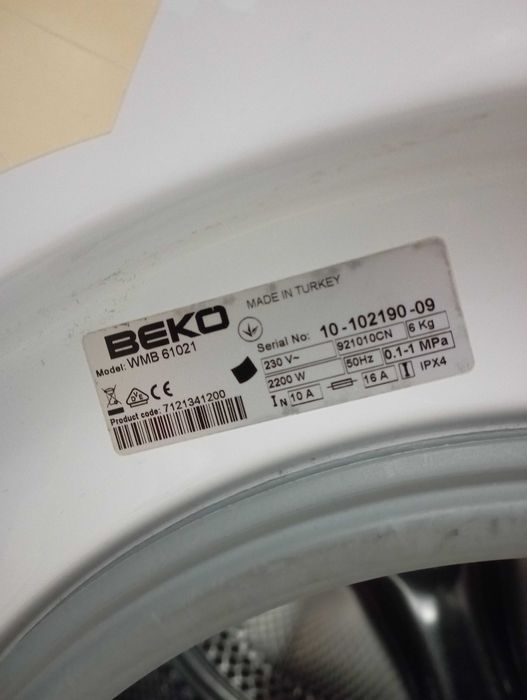 BEKO
MADE IN TURKEY
Model: WMB 61021
Serial No: 10-102190-09
230 V~ 921010CN 6 Kg
2200 W 50Hz 0.1-1 MPa
IN 10 A 16 A IPX4
CE
Product code: 7121341200